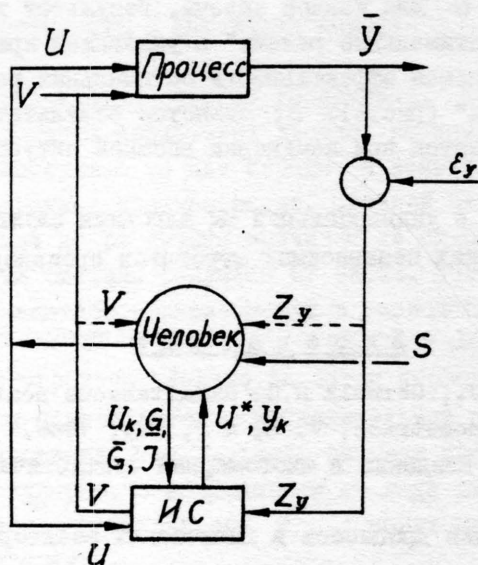 U
V
Процесс
ȳ
εy
V
Человек
Zy
S
Uк, G̲,
Ḡ, J
U*, Yк
V
ИС
Zy
U